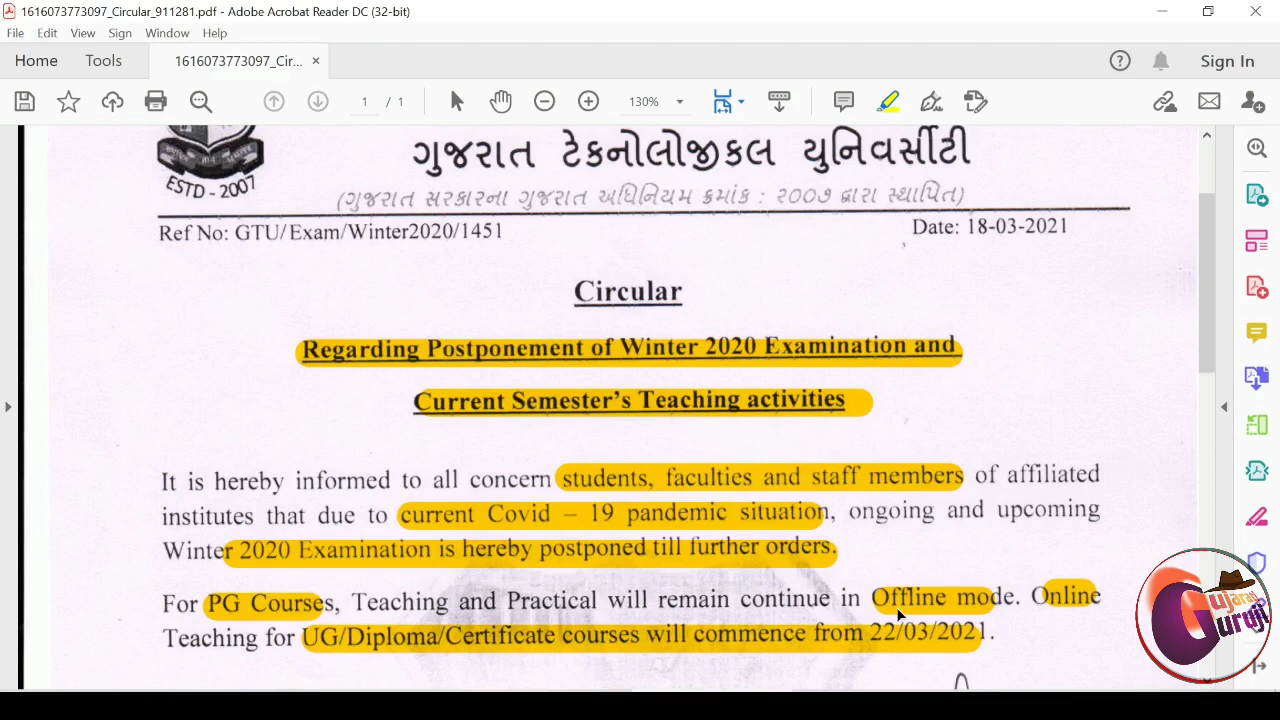 1616073773097_Circular_911281.pdf - Adobe Acrobat Reader DC (32-bit)
File Edit View Sign Window Help
Home Tools 1616073773097_Cir... × Sign In
1 / 1 130%
ESTD - 2007
ગુજરાત ટેકનોલોજીકલ યુનિવર્સીટી
(ગુજરાત સરકારના ગુજરાત અધિનિયમ ક્રમાંક : ૨૦૦૭ દ્વારા સ્થાપિત)
Ref No: GTU/Exam/Winter2020/1451 Date: 18-03-2021
Circular
Regarding Postponement of Winter 2020 Examination and
Current Semester's Teaching activities
It is hereby informed to all concern students, faculties and staff members of affiliated
institutes that due to current Covid – 19 pandemic situation, ongoing and upcoming
Winter 2020 Examination is hereby postponed till further orders.
For PG Courses, Teaching and Practical will remain continue in Offline mode. Online
Teaching for UG/Diploma/Certificate courses will commence from 22/03/2021.
Gujarati
Guruji